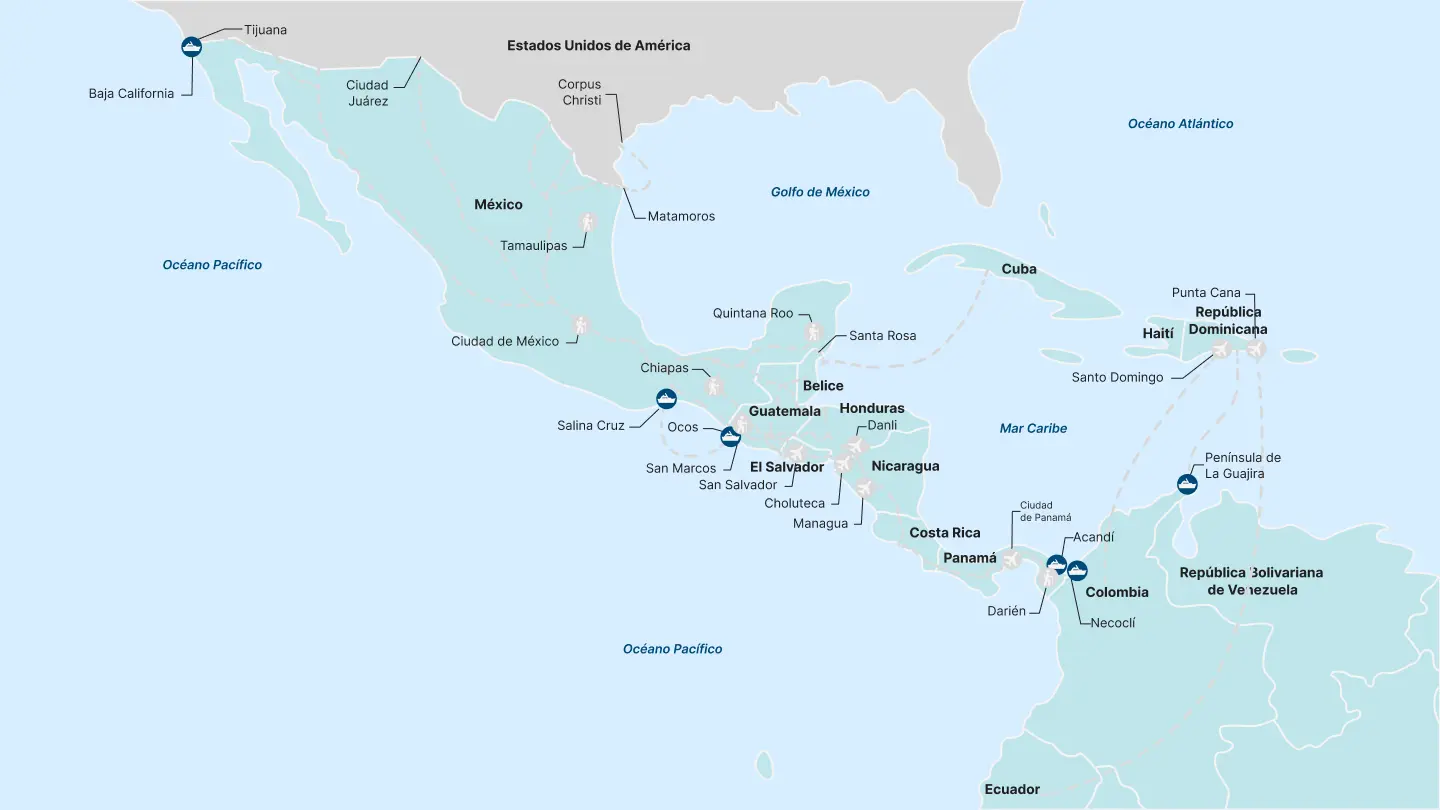 Tijuana
Estados Unidos de América
Baja California
Ciudad
Juárez
Corpus
Christi
Océano Atlántico
Golfo de México
México
Matamoros
Tamaulipas
Océano Pacífico
Cuba
Punta Cana
República
Dominicana
Haití
Quintana Roo
Santa Rosa
Ciudad de México
Chiapas
Santo Domingo
Belice
Guatemala
Honduras
Danli
Salina Cruz
Ocos
Mar Caribe
San Marcos
El Salvador
Nicaragua
Península de
La Guajira
San Salvador
Choluteca
Managua
Ciudad
de Panamá
Costa Rica
Acandí
Panamá
República Bolivariana
de Venezuela
Colombia
Darién
Necoclí
Océano Pacífico
Ecuador